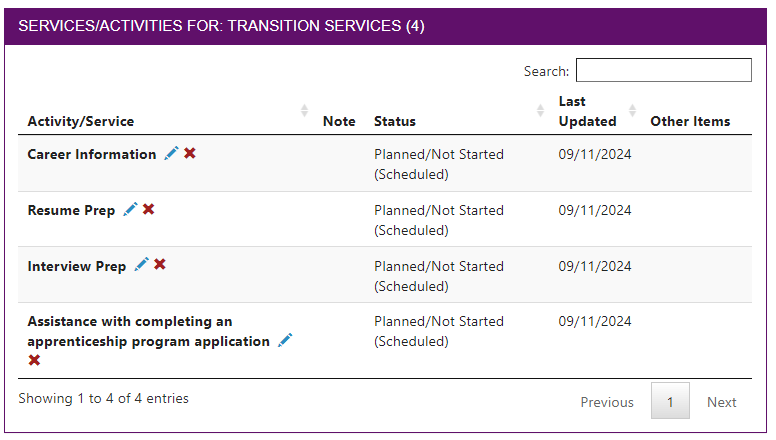 SERVICES/ACTIVITIES FOR: TRANSITION SERVICES (4)
Search:
Activity/Service Note Status Last Updated Other Items
Career Information Planned/Not Started 09/11/2024
(Scheduled)
Resume Prep Planned/Not Started 09/11/2024
(Scheduled)
Interview Prep Planned/Not Started 09/11/2024
(Scheduled)
Assistance with completing an Planned/Not Started 09/11/2024
apprenticeship program application (Scheduled)
Showing 1 to 4 of 4 entries
Previous 1 Next